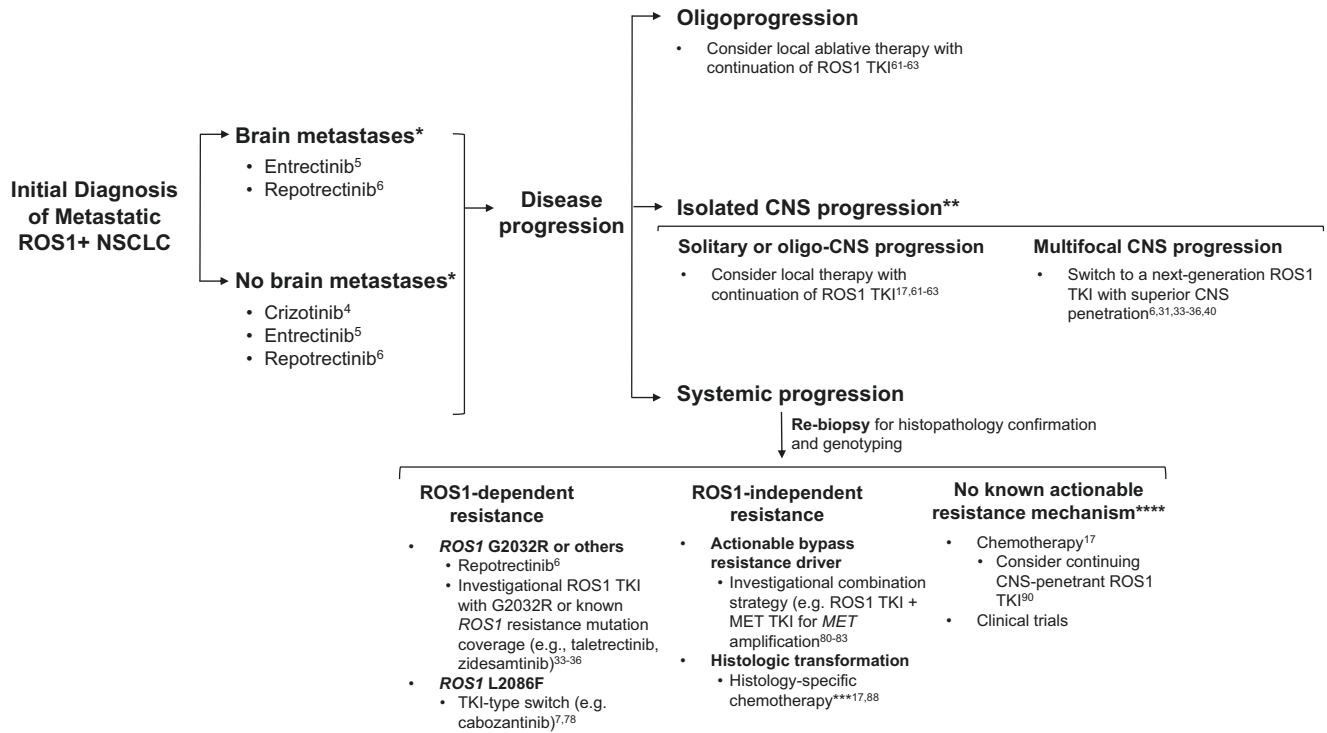 Initial Diagnosis
of Metastatic
ROS1+ NSCLC
Brain metastases*
• Entrectinib5
• Repotrectinib6
No brain metastases*
• Crizotinib4
• Entrectinib5
• Repotrectinib6
Disease
progression
Oligoprogression
• Consider local ablative therapy with
continuation of ROS1 TKI61-63
Isolated CNS progression**
Solitary or oligo-CNS progression
• Consider local therapy with
continuation of ROS1 TKI17,61-63
Multifocal CNS progression
• Switch to a next-generation ROS1
TKI with superior CNS
penetration6,31,33-36,40
Systemic progression
Re-biopsy for histopathology confirmation
and genotyping
ROS1-dependent
resistance
• ROS1 G2032R or others
• Repotrectinib6
• Investigational ROS1 TKI
with G2032R or known
ROS1 resistance mutation
coverage (e.g., taletrectinib,
zidesamtinib)33-36
• ROS1 L2086F
• TKI-type switch (e.g.
cabozantinib)7,78
ROS1-independent
resistance
• Actionable bypass
resistance driver
• Investigational combination
strategy (e.g. ROS1 TKI +
MET TKI for MET
amplification80-83
• Histologic transformation
• Histology-specific
chemotherapy***17,88
No known actionable
resistance mechanism****
• Chemotherapy17
• Consider continuing
CNS-penetrant ROS1
TKI90
• Clinical trials